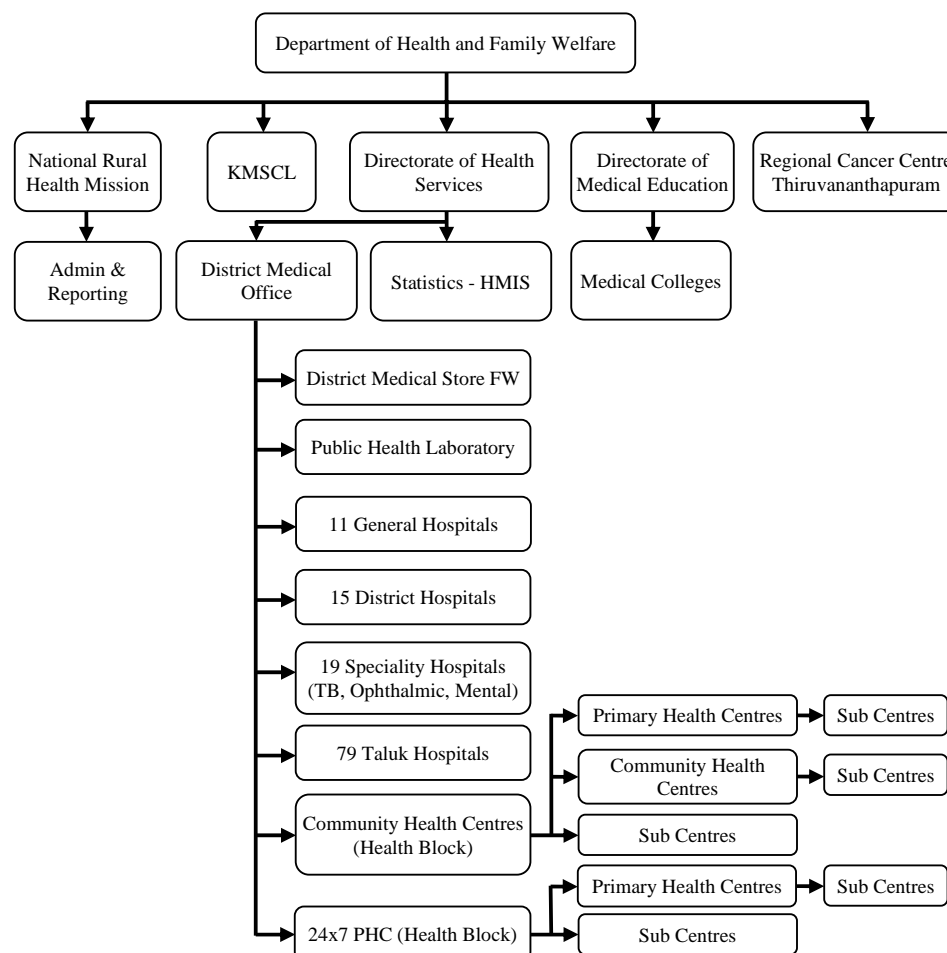 Department of Health and Family Welfare
National Rural
Health Mission
KMSCL
Directorate of Health
Services
Directorate of
Medical Education
Regional Cancer Centre
Thiruvananthapuram
Admin &
Reporting
District Medical
Office
Statistics - HMIS
Medical Colleges
District Medical Store FW
Public Health Laboratory
11 General Hospitals
15 District Hospitals
19 Speciality Hospitals
(TB, Ophthalmic, Mental)
79 Taluk Hospitals
Community Health Centres
(Health Block)
Primary Health Centres
Sub Centres
Community Health
Centres
Sub Centres
Sub Centres
24x7 PHC (Health Block)
Primary Health Centres
Sub Centres
Sub Centres